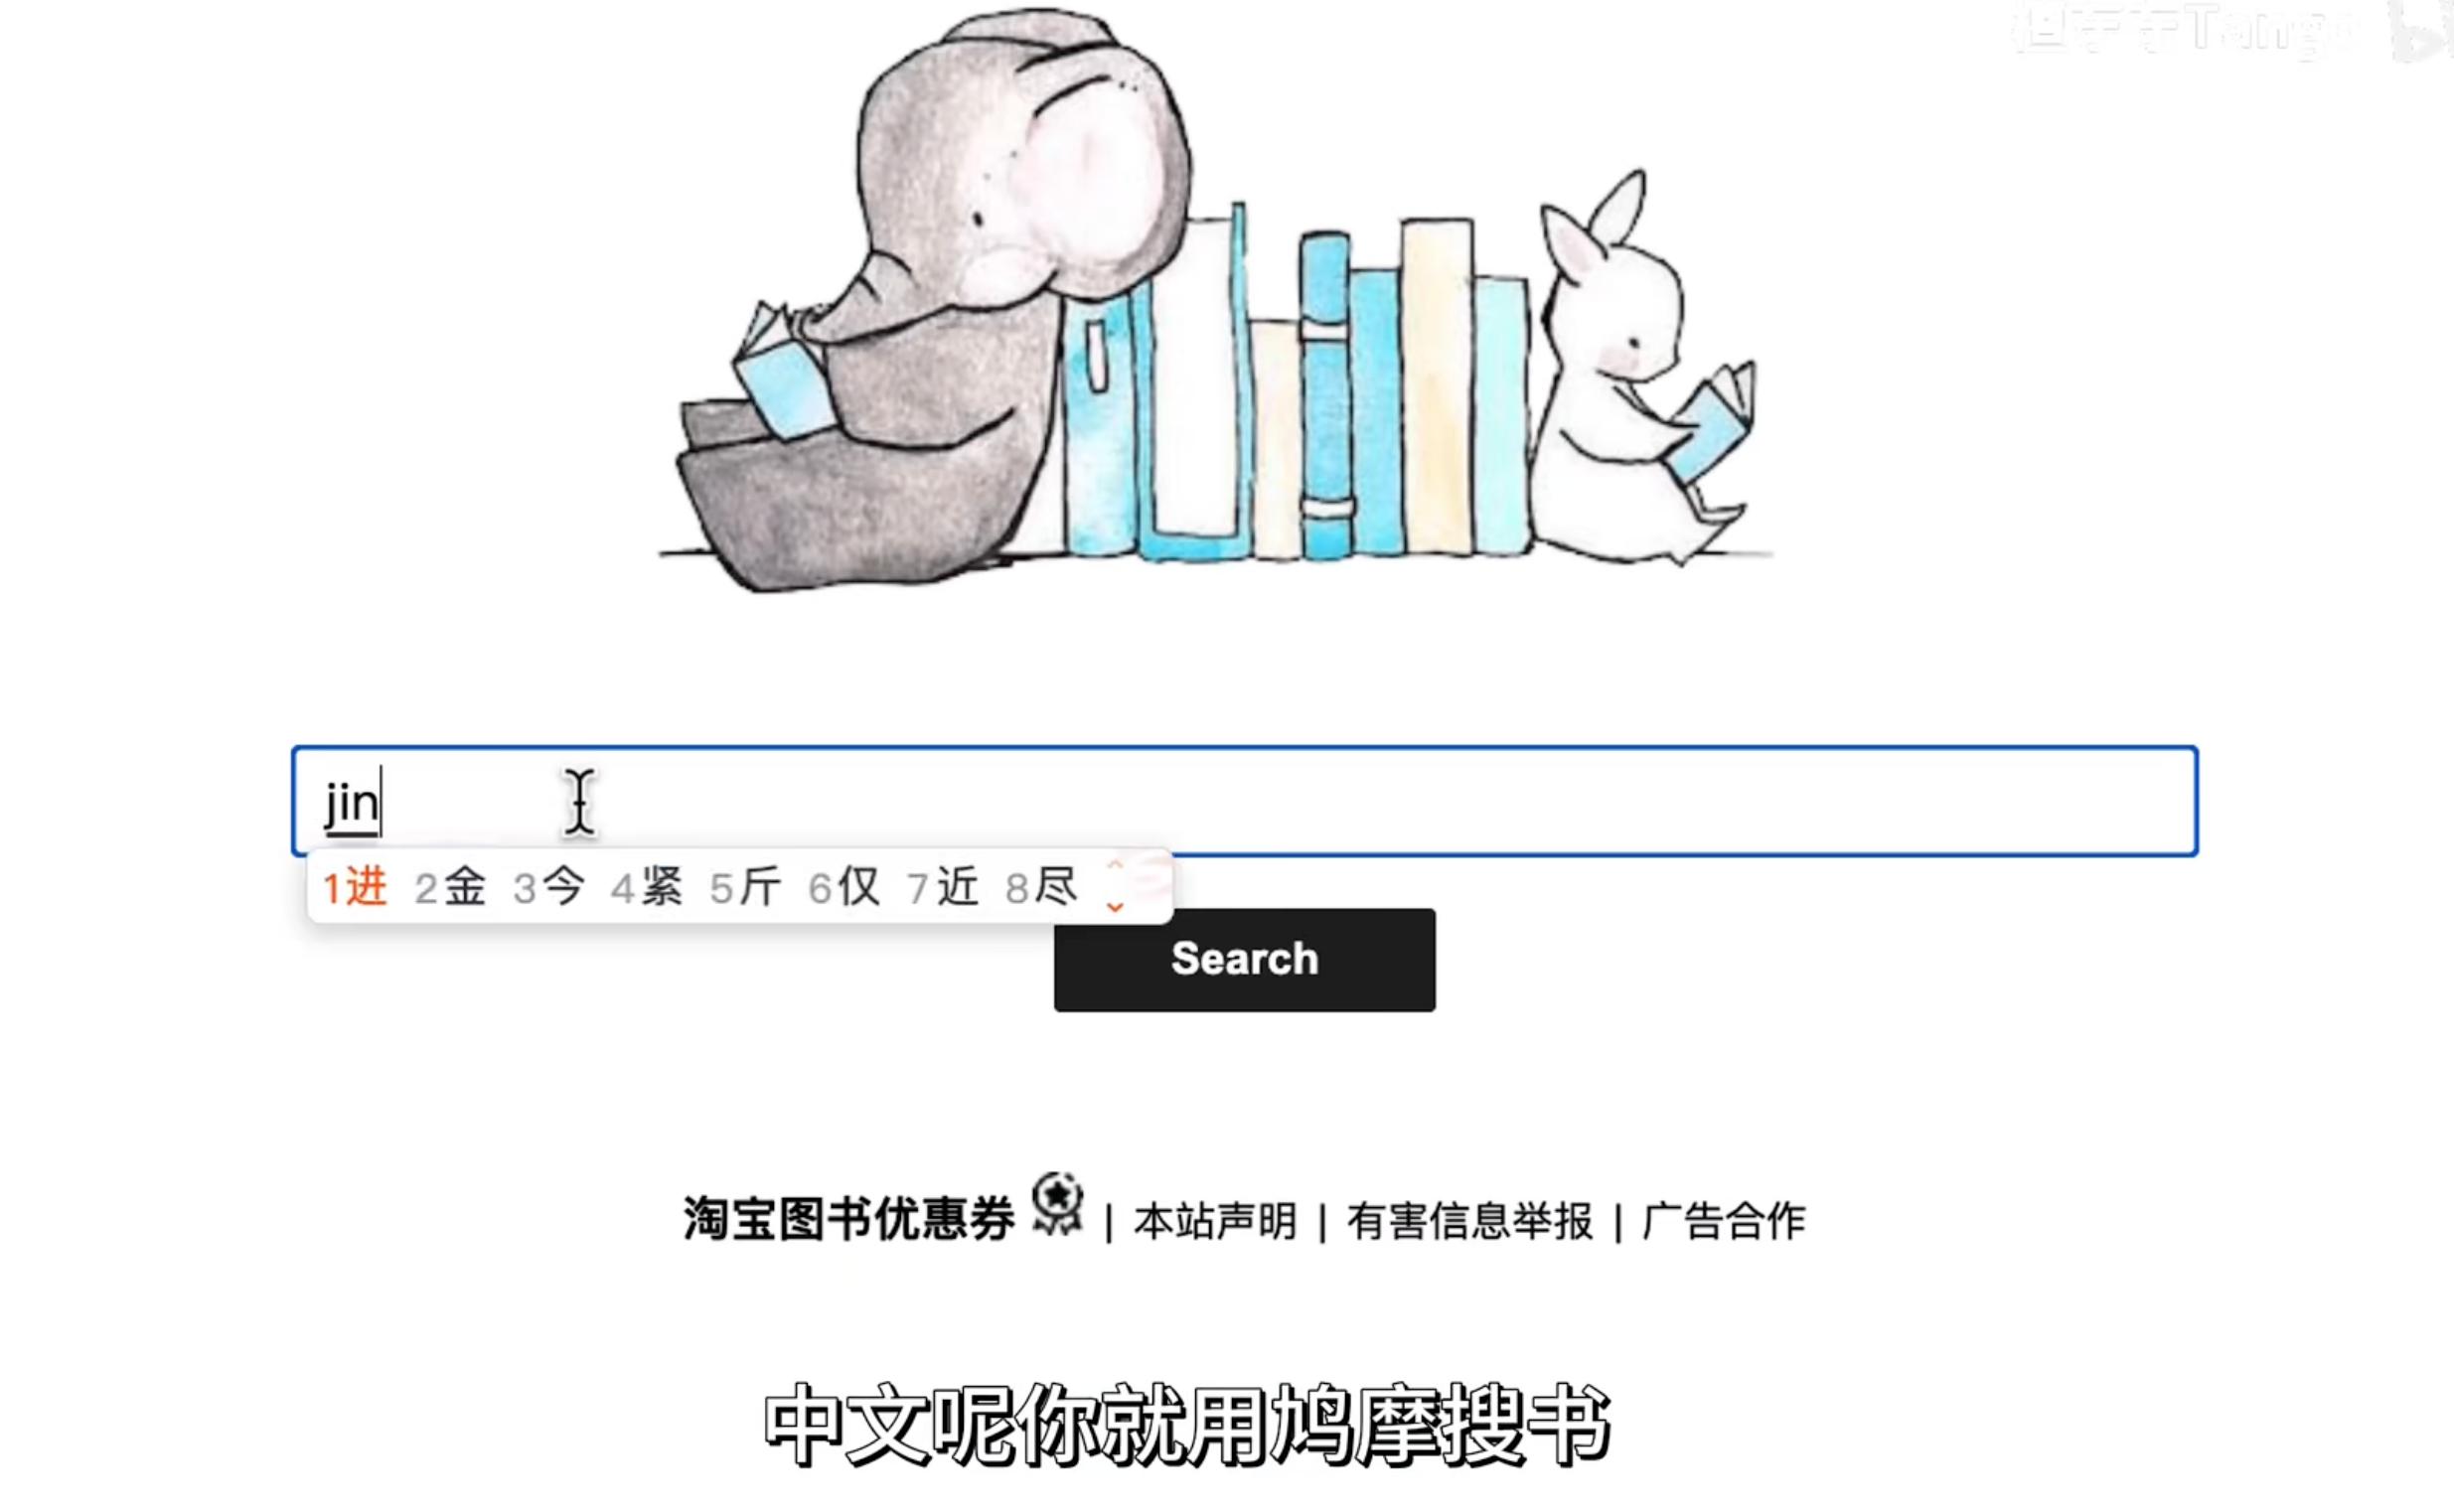 jin
1进 2金 3今 4紧 5斤 6仅 7近 8尽
Search
淘宝图书优惠券 | 本站声明 | 有害信息举报 | 广告合作
中文呢你就用鸠摩搜书